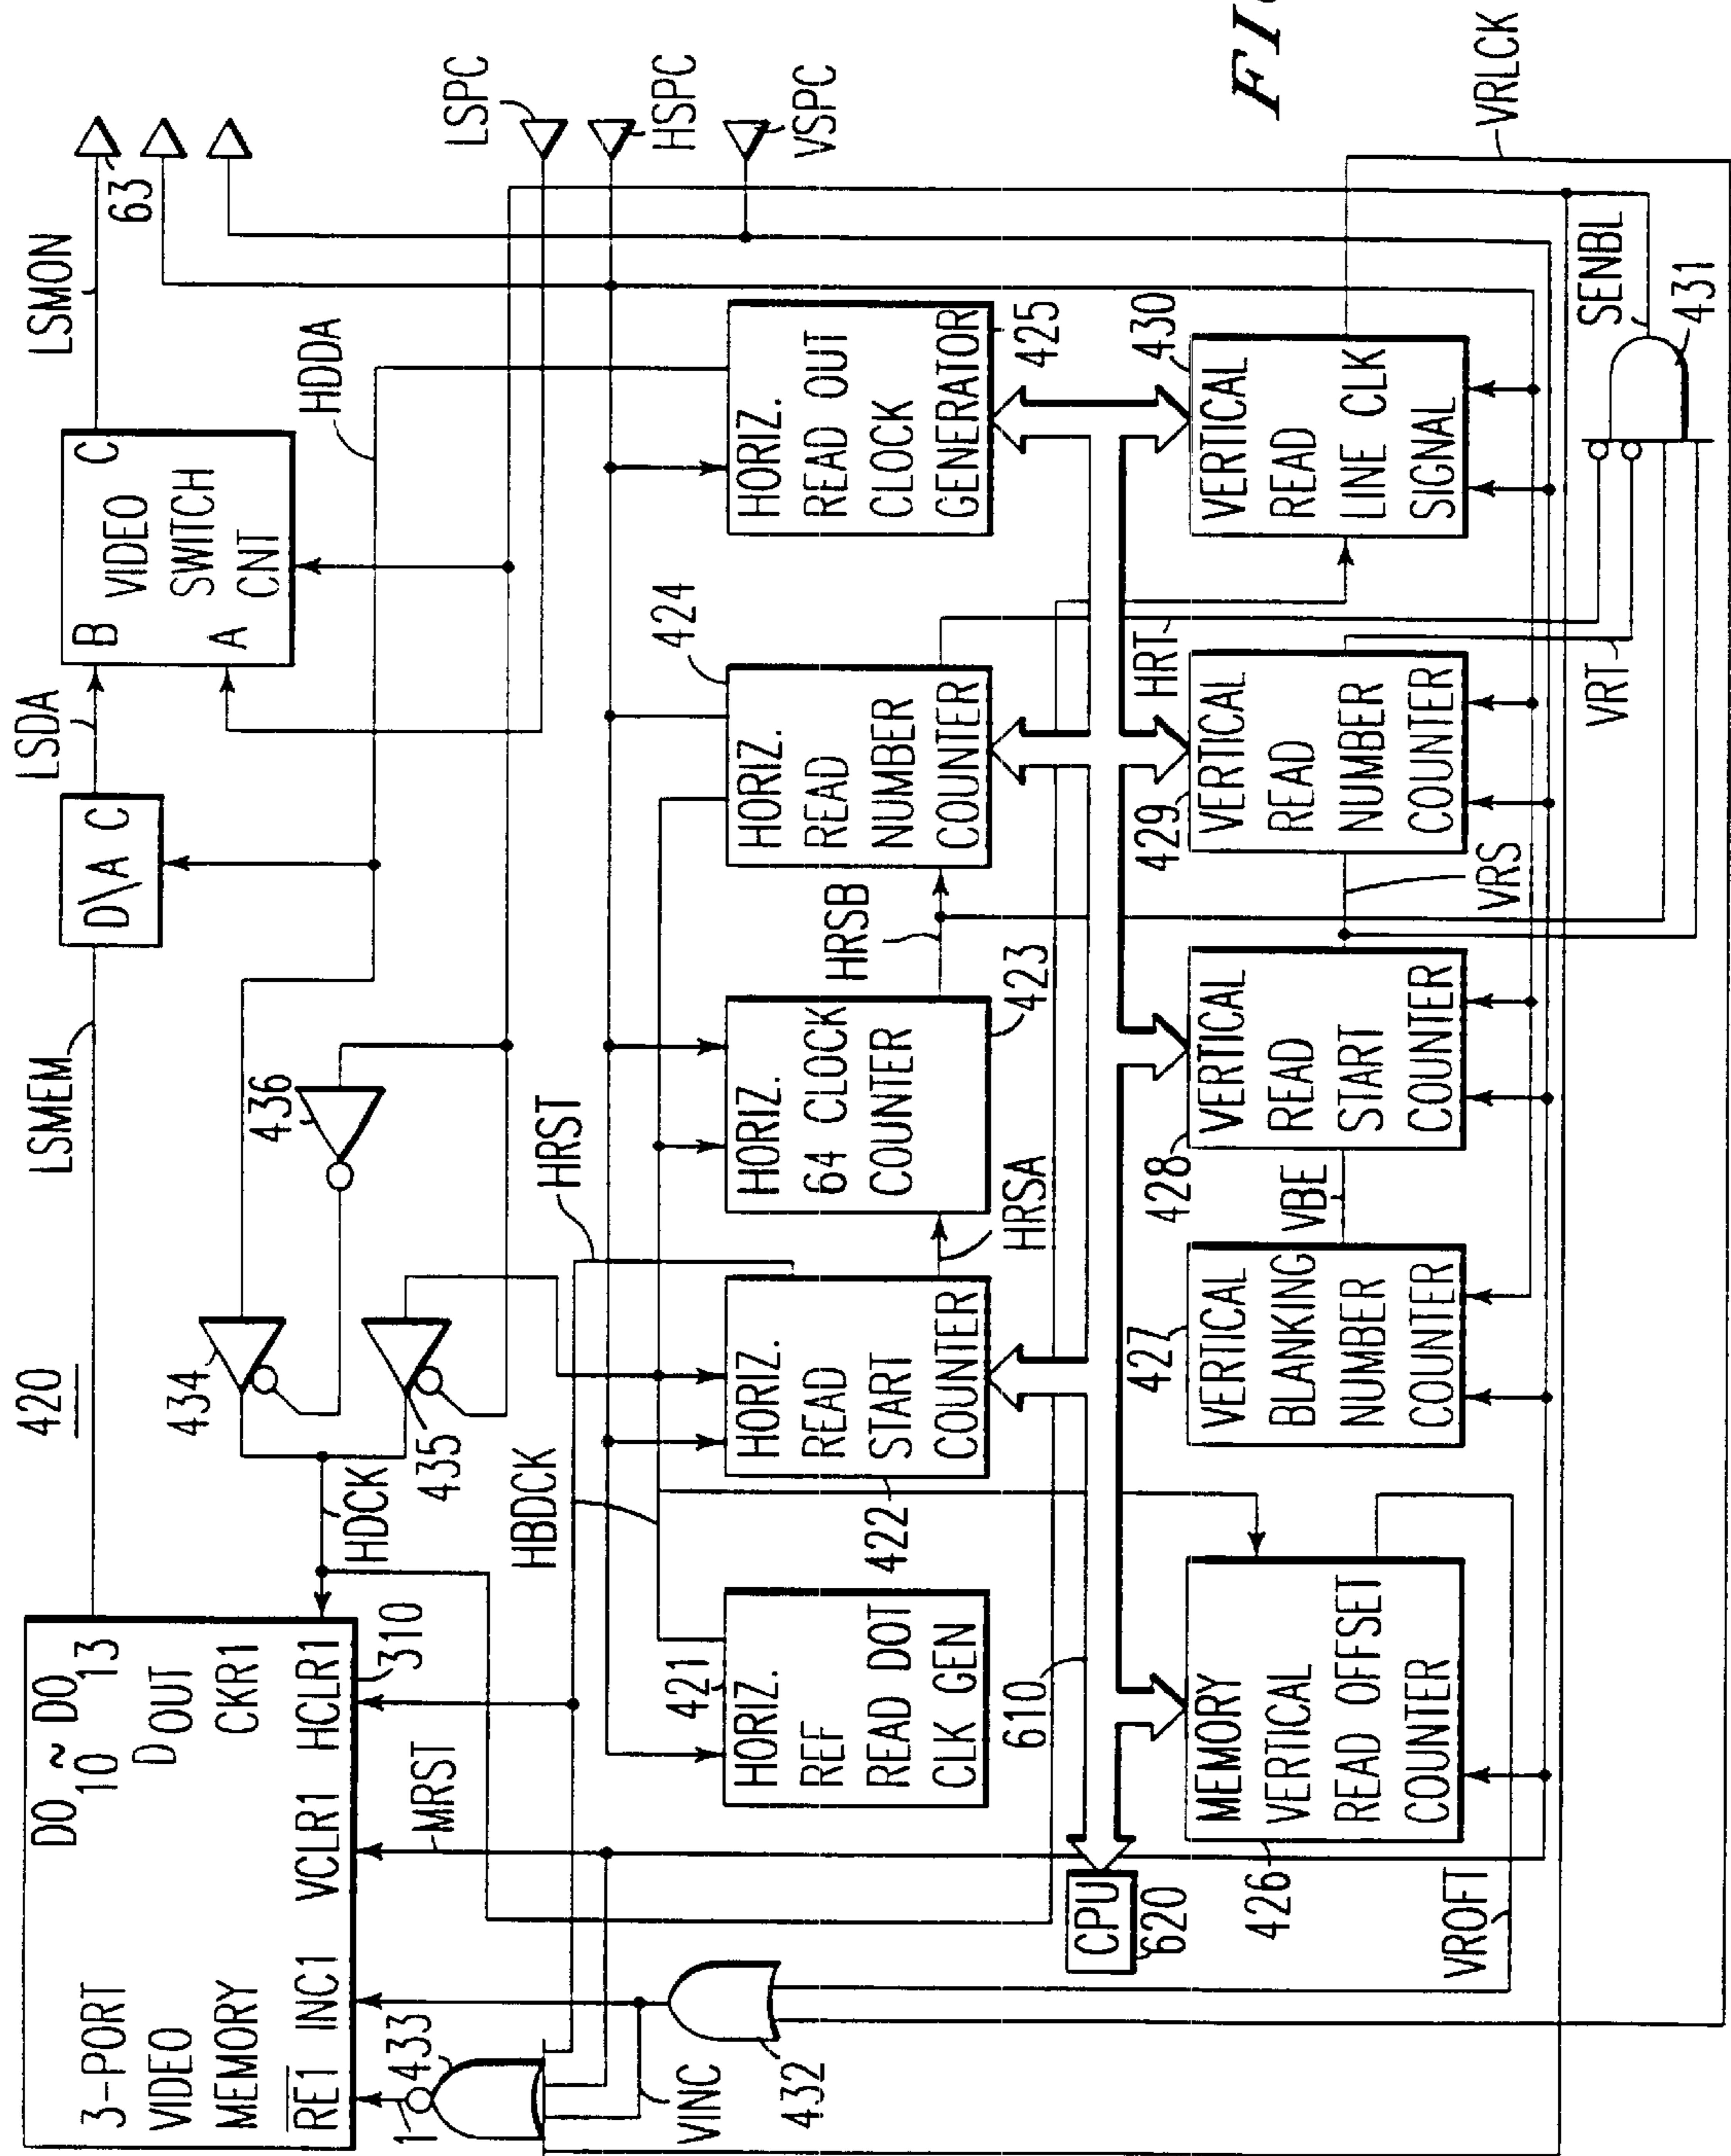 420
LSMEM
LSDA
LSMON
63
3-PORT
VIDEO
MEMORY
DO10 ~ DO13
DOUT
CKR1
RE1 INC1 VCLR1 HCLR1
310
D\A C
B C
VIDEO
SWITCH
A CNT
HDDA
LSPC
HSPC
VSPC
434
436
435
HDCK
HRST
HBDCK
MRST
1
433
VINC
432
421
HORIZ.
REF
READ DOT
CLK GEN
422
HORIZ.
READ
START
COUNTER
HRSA
HORIZ.
64 CLOCK
COUNTER
423
HRSB
424
HORIZ.
READ
NUMBER
COUNTER
HORIZ.
READ OUT
CLOCK
GENERATOR
425
610
CPU
620
MEMORY
VERTICAL
READ OFFSET
COUNTER
426
VROFT
427
VERTICAL
BLANKING
NUMBER
COUNTER
VBE
428
VERTICAL
READ
START
COUNTER
VRS
429
VERTICAL
READ
NUMBER
COUNTER
HRT
VRT
430
VERTICAL
READ
LINE CLK
SIGNAL
SENBL
431
VRLCK